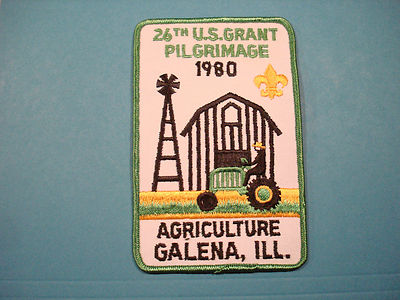 26TH U.S. GRANT
PILGRIMAGE
1980
AGRICULTURE
GALENA, ILL.